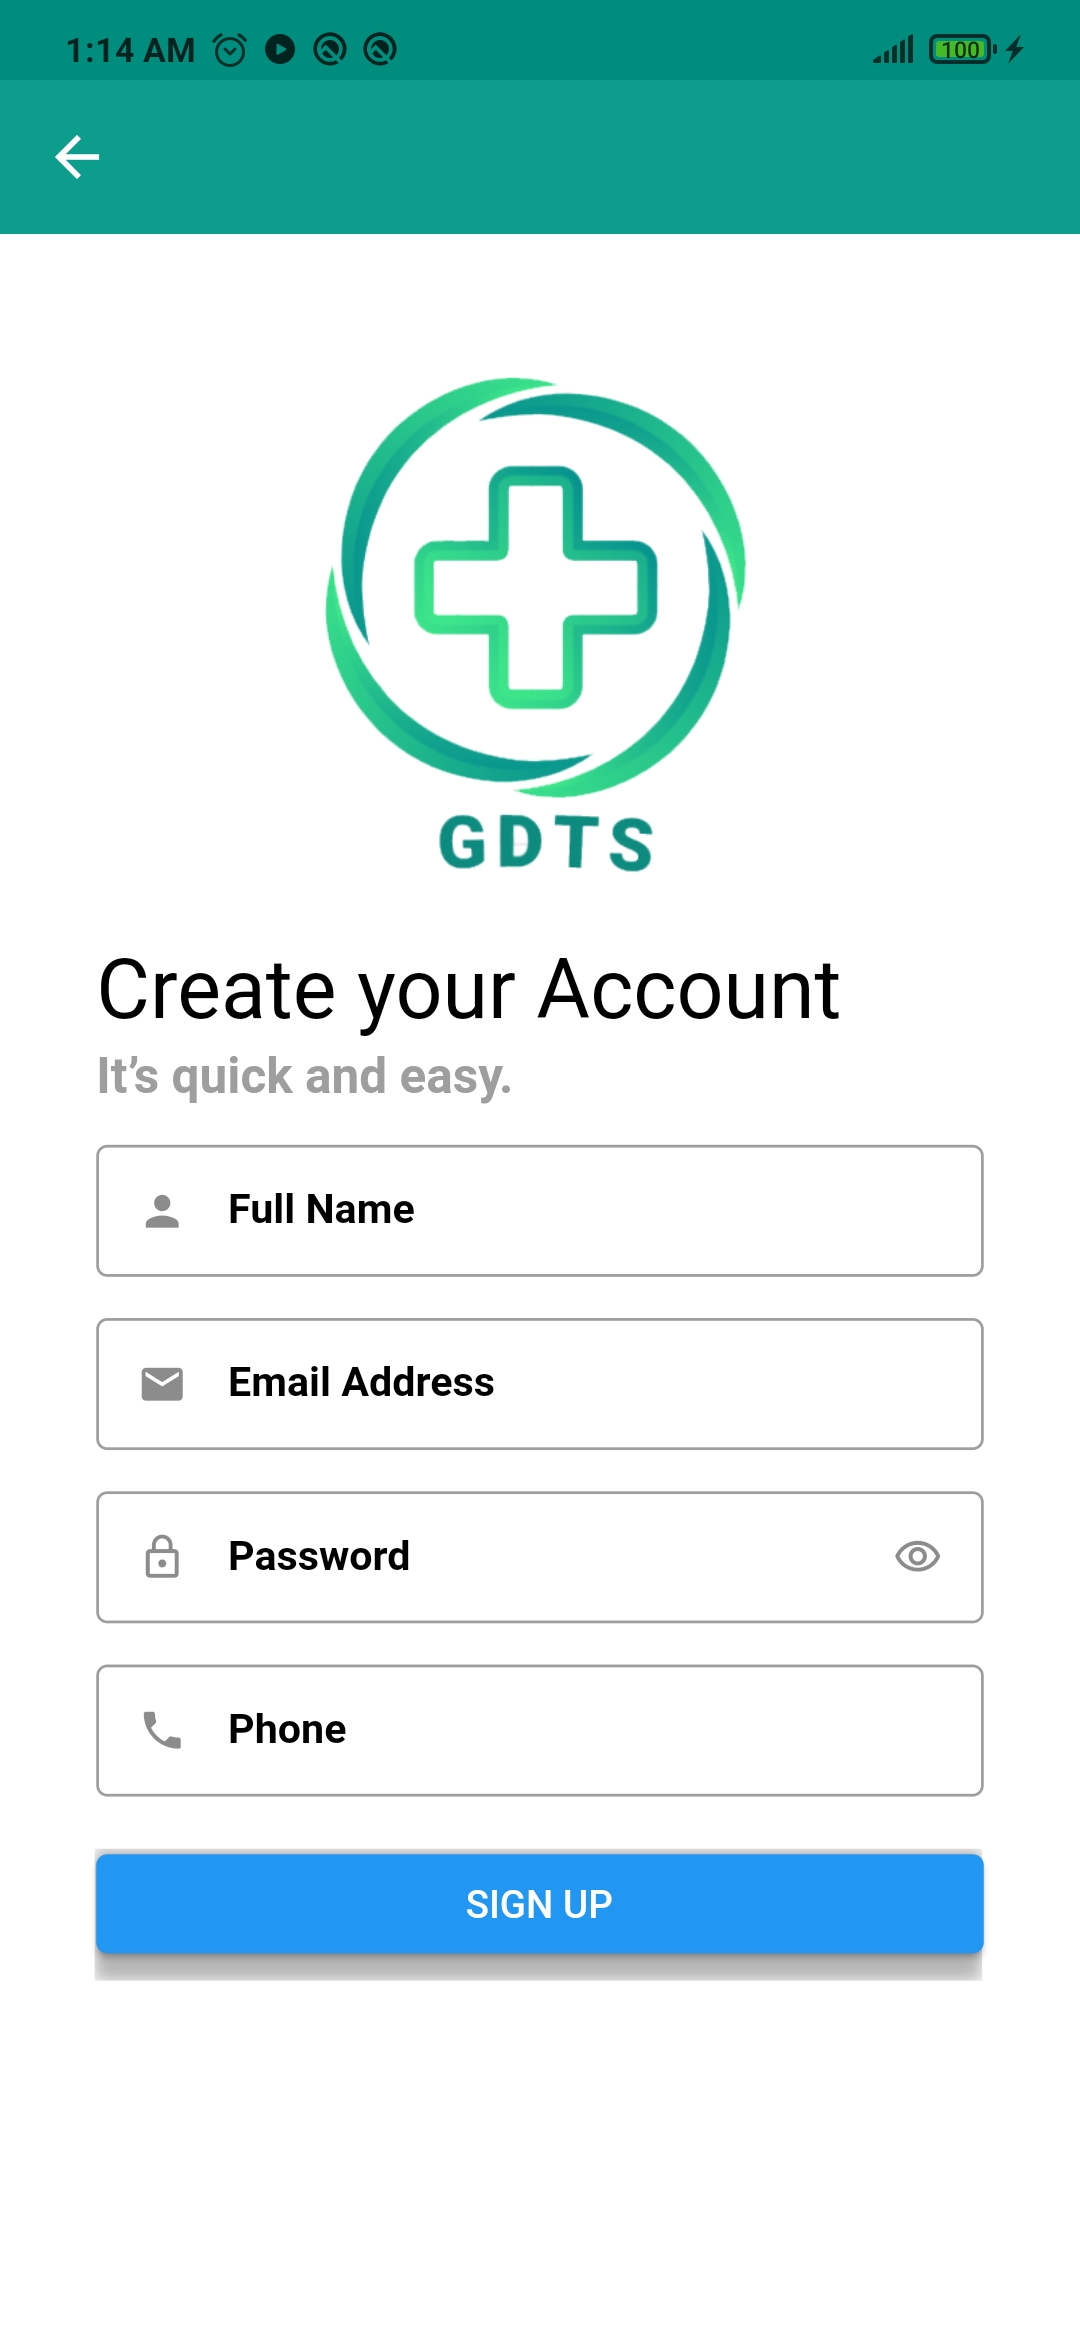 1:14 AM 100
GDTS
Create your Account
It’s quick and easy.
Full Name
Email Address
Password
Phone
SIGN UP